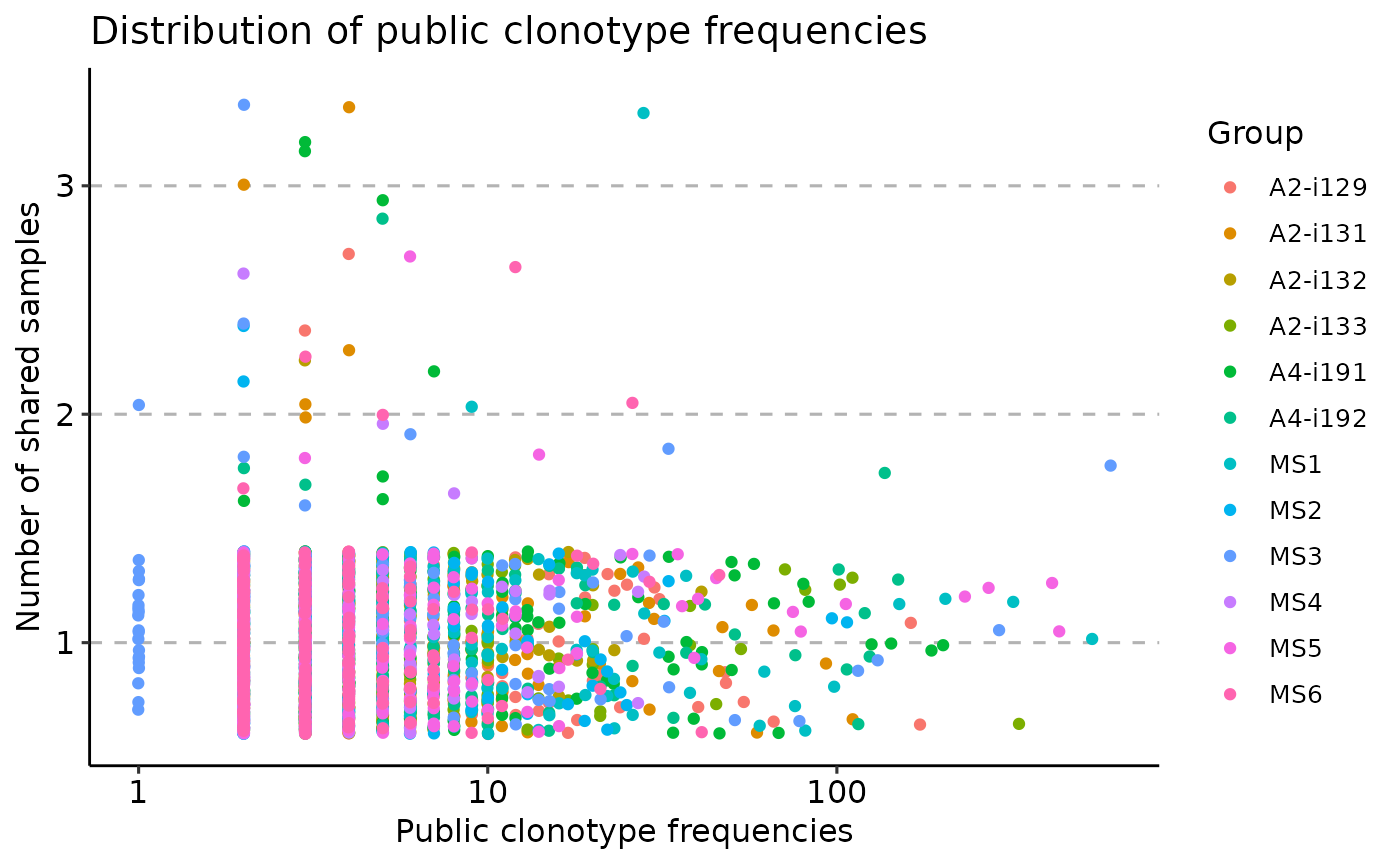 Distribution of public clonotype frequencies
Number of shared samples
3
2
1
1
10
100
Public clonotype frequencies
Group
A2-i129
A2-i131
A2-i132
A2-i133
A4-i191
A4-i192
MS1
MS2
MS3
MS4
MS5
MS6